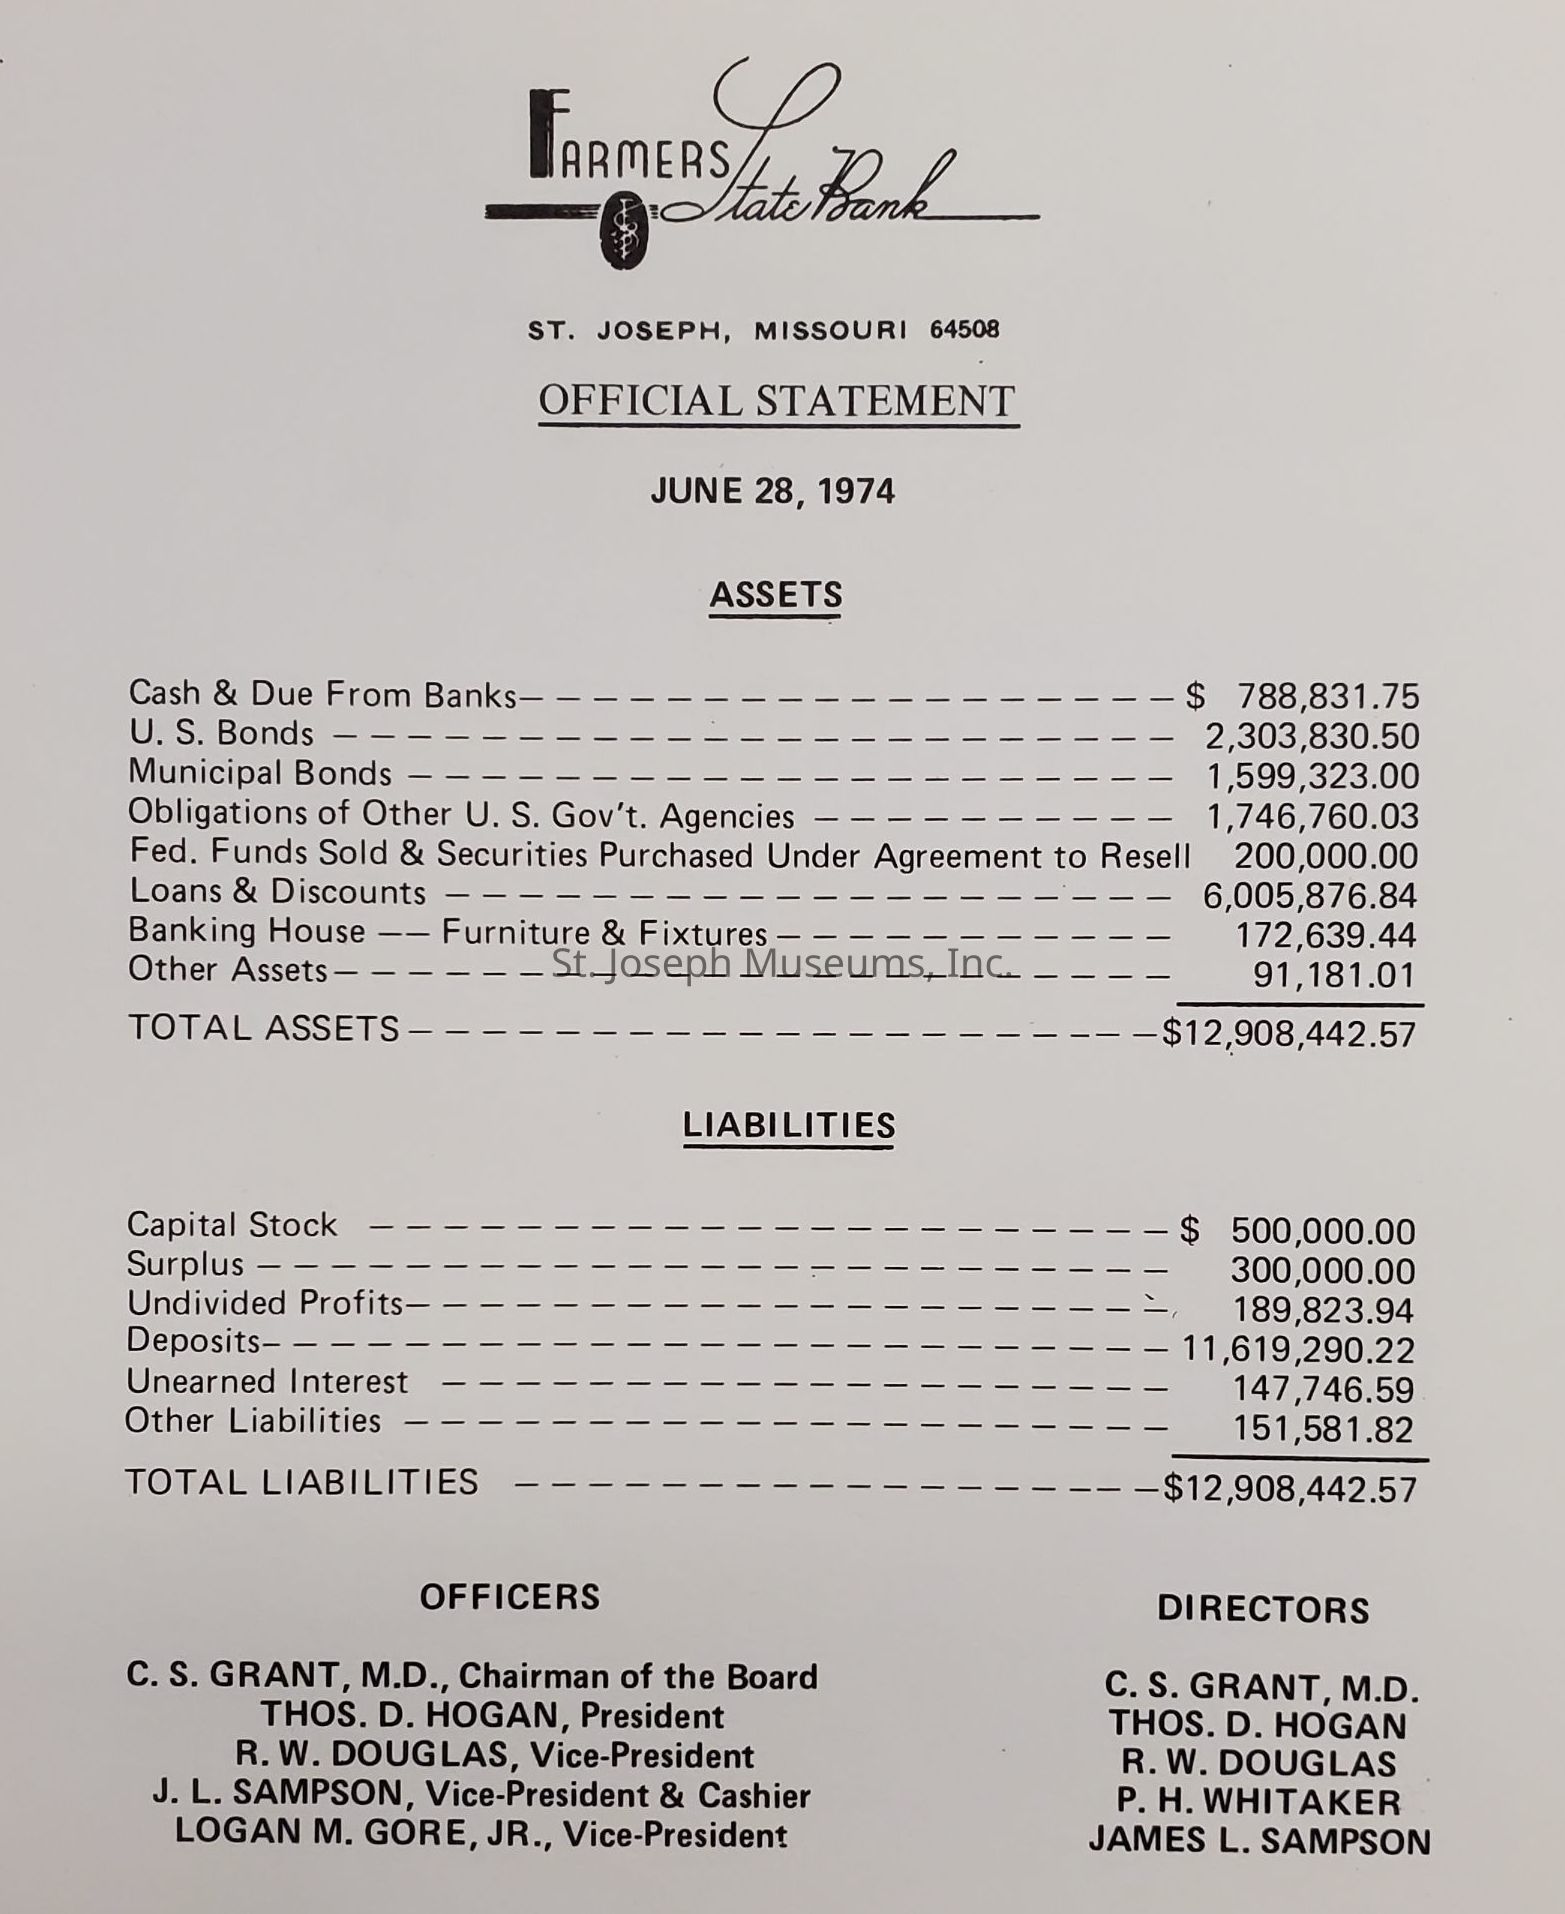 FARMERS State Bank
FSB
ST. JOSEPH, MISSOURI 64508
OFFICIAL STATEMENT
JUNE 28, 1974
ASSETS
Cash & Due From Banks— — — — — — — — — — — — — — — — — — $ 788,831.75
U. S. Bonds — — — — — — — — — — — — — — — — — — — — — — — 2,303,830.50
Municipal Bonds — — — — — — — — — — — — — — — — — — — — — 1,599,323.00
Obligations of Other U. S. Gov't. Agencies — — — — — — — — — — 1,746,760.03
Fed. Funds Sold & Securities Purchased Under Agreement to Resell 200,000.00
Loans & Discounts — — — — — — — — — — — — — — — — — — — — 6,005,876.84
Banking House —— Furniture & Fixtures — — — — — — — — — — — 172,639.44
St. Joseph Museums, Inc.
Other Assets— — — — — — — — — — — — — — — — — — — — — — — 91,181.01
TOTAL ASSETS — — — — — — — — — — — — — — — — — — — — —$12,908,442.57
LIABILITIES
Capital Stock — — — — — — — — — — — — — — — — — — — — — — $ 500,000.00
Surplus — — — — — — — — — — — — — — — — — — — — — — — — — 300,000.00
Undivided Profits— — — — — — — — — — — — — — — — — — — — — 189,823.94
Deposits— — — — — — — — — — — — — — — — — — — — — — — — — 11,619,290.22
Unearned Interest — — — — — — — — — — — — — — — — — — — — 147,746.59
Other Liabilities — — — — — — — — — — — — — — — — — — — — — 151,581.82
TOTAL LIABILITIES — — — — — — — — — — — — — — — — — —$12,908,442.57
OFFICERS
C. S. GRANT, M.D., Chairman of the Board
THOS. D. HOGAN, President
R. W. DOUGLAS, Vice-President
J. L. SAMPSON, Vice-President & Cashier
LOGAN M. GORE, JR., Vice-President
DIRECTORS
C. S. GRANT, M.D.
THOS. D. HOGAN
R. W. DOUGLAS
P. H. WHITAKER
JAMES L. SAMPSON